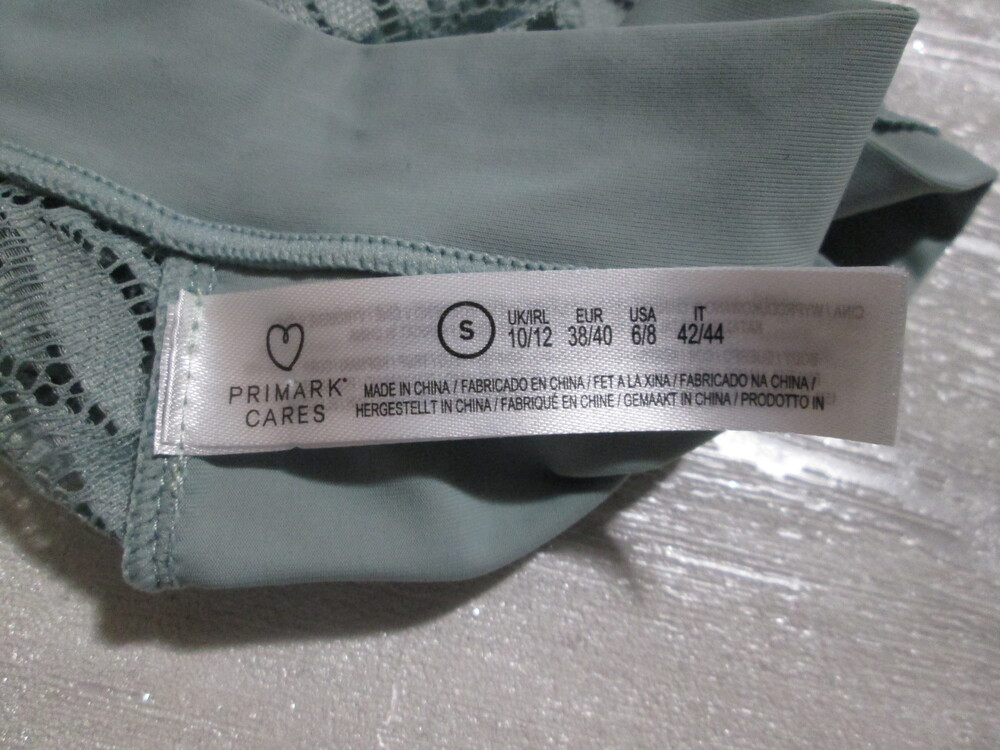 PRIMARK®
CARES
S
UK/IRL EUR USA IT
10/12 38/40 6/8 42/44
MADE IN CHINA / FABRICADO EN CHINA / FET A LA XINA / FABRICADO NA CHINA /
HERGESTELLT IN CHINA / FABRIQUÉ EN CHINE / GEMAAKT IN CHINA / PRODOTTO IN